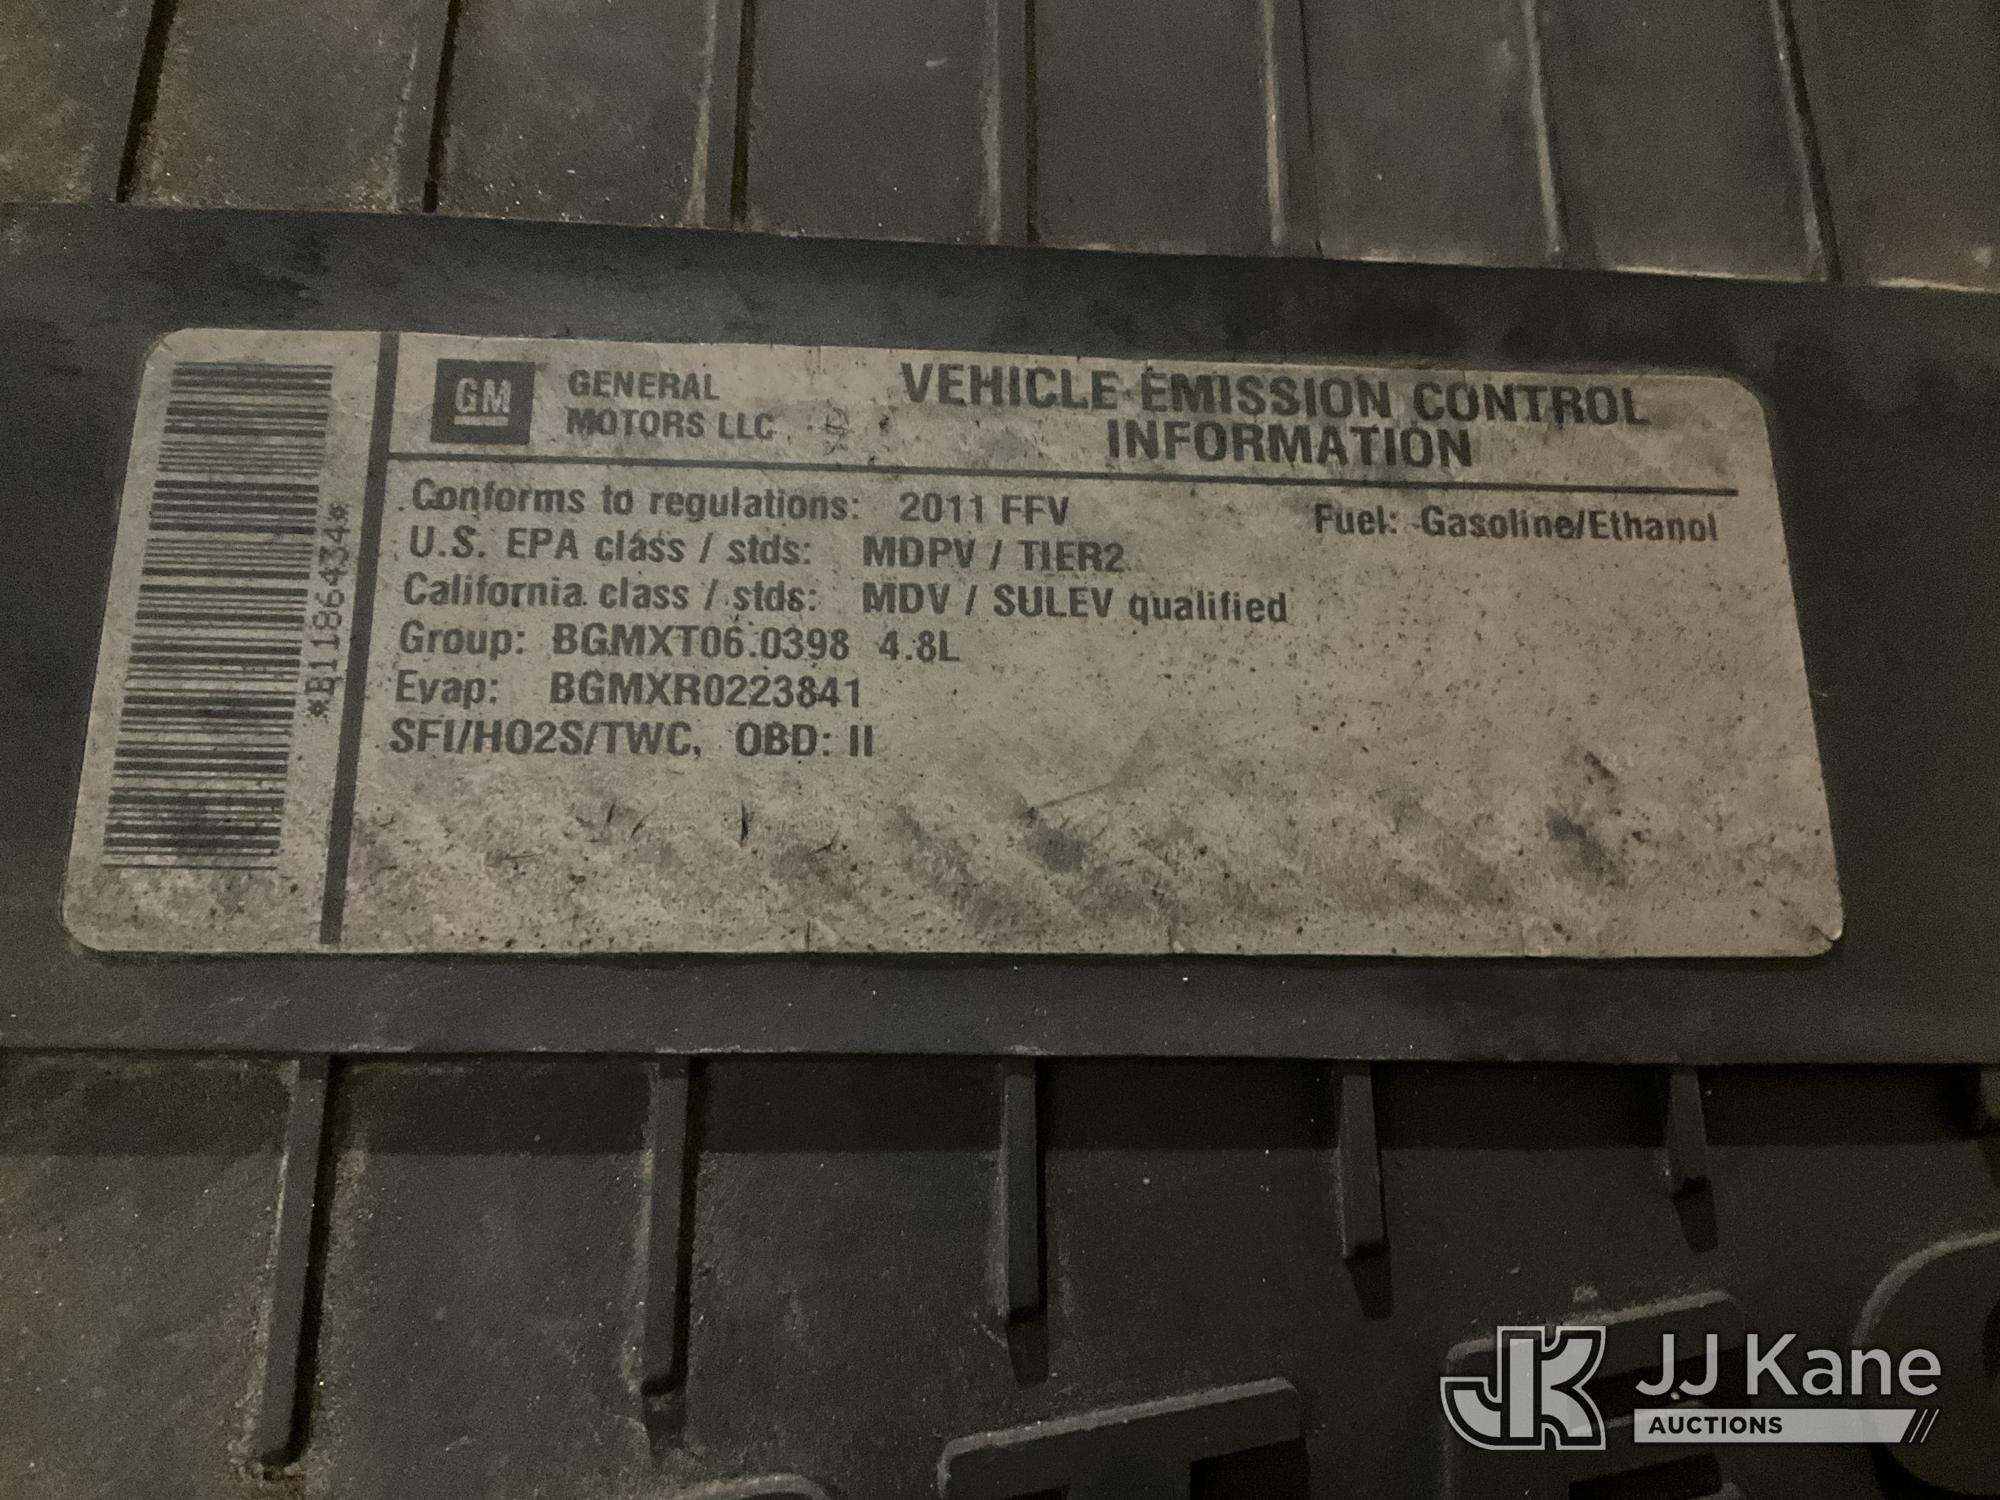 GM
GENERAL
MOTORS LLC
VEHICLE EMISSION CONTROL
INFORMATION
Conforms to regulations: 2011 FFV
Fuel: Gasoline/Ethanol
U.S. EPA class / stds: MDPV / TIER2
California class / stds: MDV / SULEV qualified
Group: BGMXT06.0398 4.8L
Evap: BGMXR0223841
SFI/HO2S/TWC, OBD: II
*B11864434*
JK JJ Kane
AUCTIONS